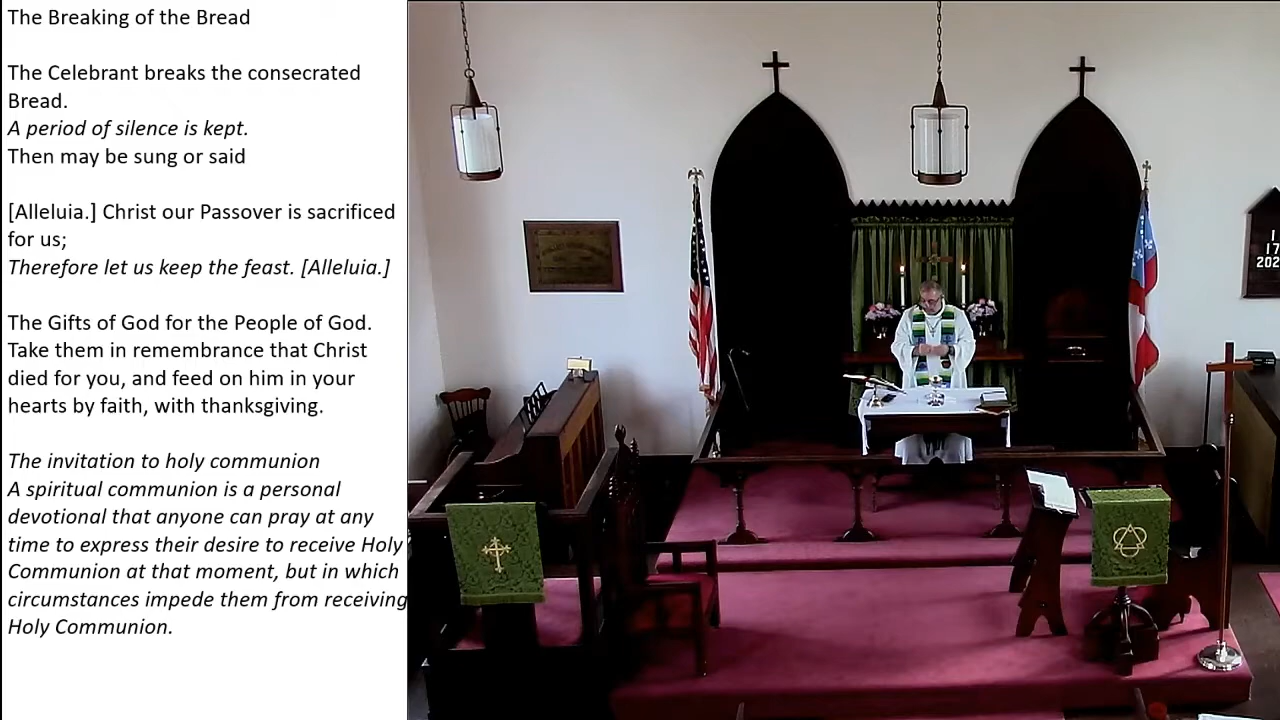 The Breaking of the Bread
The Celebrant breaks the consecrated
Bread.
A period of silence is kept.
Then may be sung or said
[Alleluia.] Christ our Passover is sacrificed
for us;
Therefore let us keep the feast. [Alleluia.]
The Gifts of God for the People of God.
Take them in remembrance that Christ
died for you, and feed on him in your
hearts by faith, with thanksgiving.
The invitation to holy communion
A spiritual communion is a personal
devotional that anyone can pray at any
time to express their desire to receive Holy
Communion at that moment, but in which
circumstances impede them from receiving
Holy Communion.
1
17
202